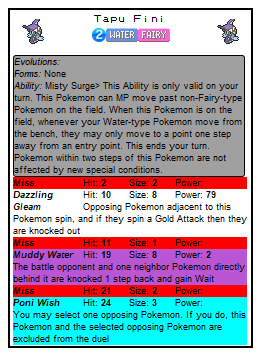 Tapu Fini
2 WATER FAIRY
Evolutions:
Forms: None
Ability: Misty Surge> This Ability is only valid on your
turn. This Pokemon can MP move past non-Fairy-type
Pokemon on the field. When this Pokemon is on the
field, whenever your Water-type Pokemon move from
the bench, they may only move to a point one step
away from an entry point. This ends your turn.
Pokemon within two steps of this Pokemon are not
affected by new special conditions.
Miss Hit: 2 Size: 2 Power:
Dazzling Hit: 10 Size: 8 Power: 79
Gleam Opposing Pokemon adjacent to this
Pokemon spin, and if they spin a Gold Attack then they
are knocked out
Miss Hit: 11 Size: 1 Power:
Muddy Water Hit: 19 Size: 8 Power: 2
The battle opponent and one neighbor Pokemon directly
behind it are knocked 1 step back and gain Wait
Miss Hit: 21 Size: 2 Power:
Poni Wish Hit: 24 Size: 3 Power:
You may select one opposing Pokemon. If you do, this
Pokemon and the selected opposing Pokemon are
excluded from the duel